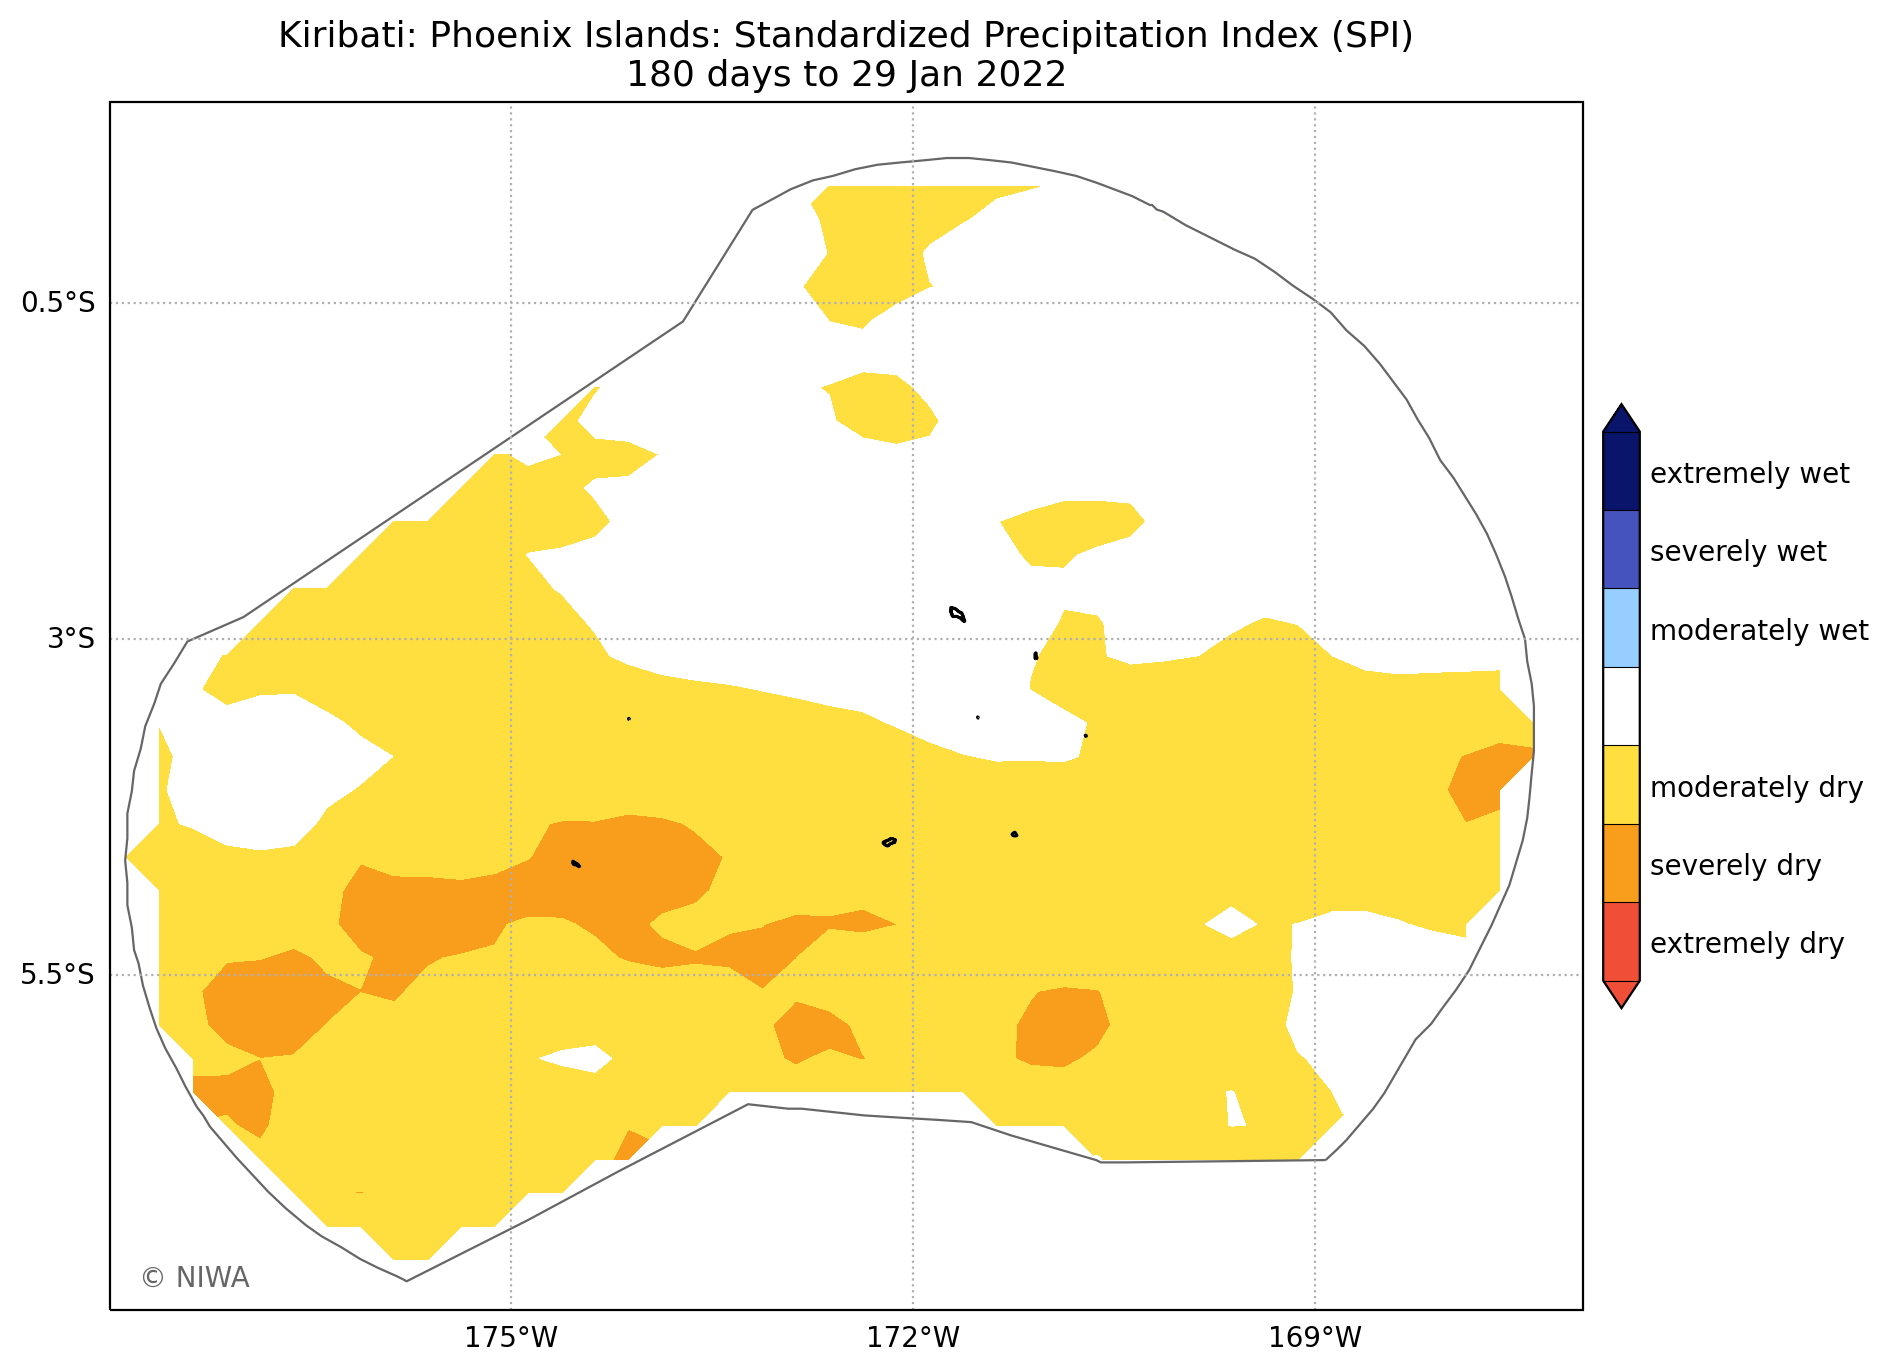 Kiribati: Phoenix Islands: Standardized Precipitation Index (SPI)
180 days to 29 Jan 2022
0.5°S
3°S
5.5°S
175°W
172°W
169°W
extremely wet
severely wet
moderately wet
moderately dry
severely dry
extremely dry
© NIWA